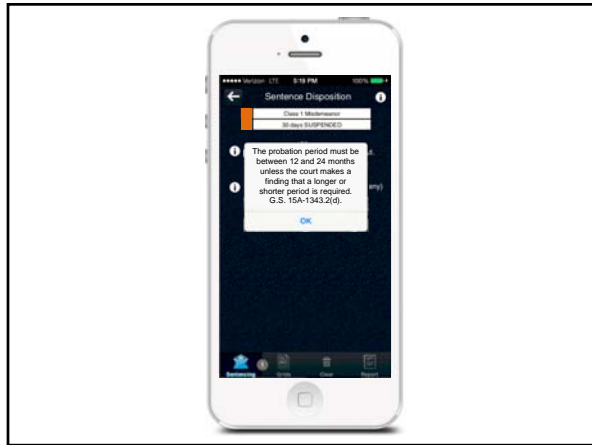 Verizon LTE 5:19 PM 100%
Sentence Disposition
Class 1 Misdemeanor
30 days SUSPENDED
The probation period must be
between 12 and 24 months
unless the court makes a
finding that a longer or
shorter period is required.
G.S. 15A-1343.2(d).
any)
OK
Sentencing Grids Clear Report